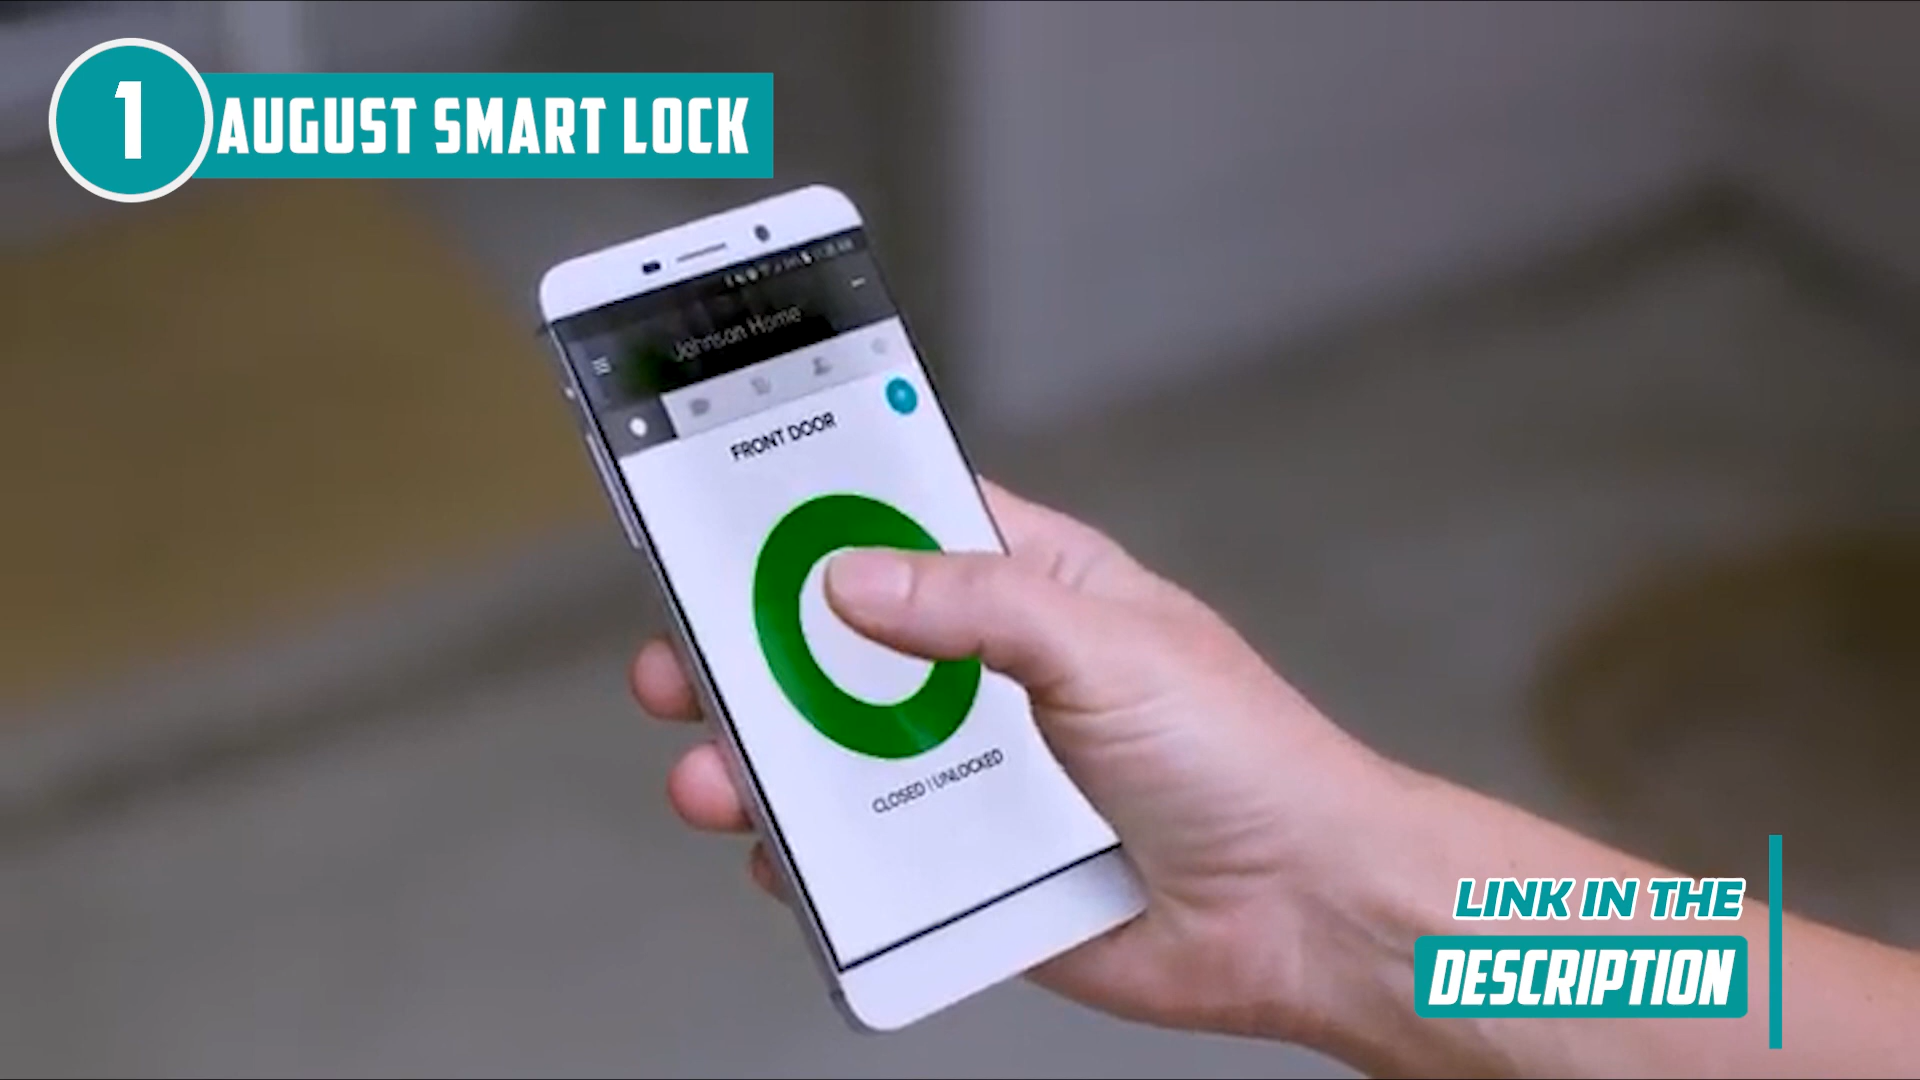 1
AUGUST SMART LOCK
Johnson Home
FRONT DOOR
CLOSED | UNLOCKED
LINK IN THE
DESCRIPTION